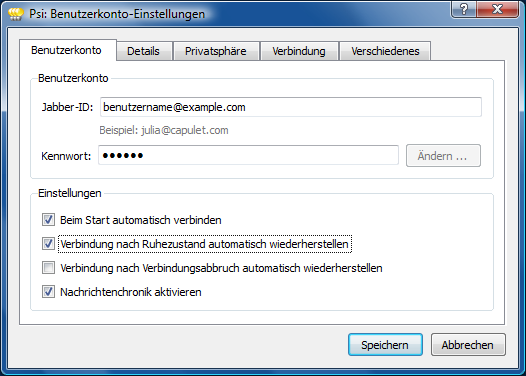 Psi: Benutzerkonto-Einstellungen
Benutzerkonto Details Privatsphäre Verbindung Verschiedenes
Benutzerkonto
Jabber-ID: benutzername@example.com
Beispiel: julia@capulet.com
Kennwort: ●●●●●● Ändern ...
Einstellungen
Beim Start automatisch verbinden
Verbindung nach Ruhezustand automatisch wiederherstellen
Verbindung nach Verbindungsabbruch automatisch wiederherstellen
Nachrichtenchronik aktivieren
Speichern Abbrechen